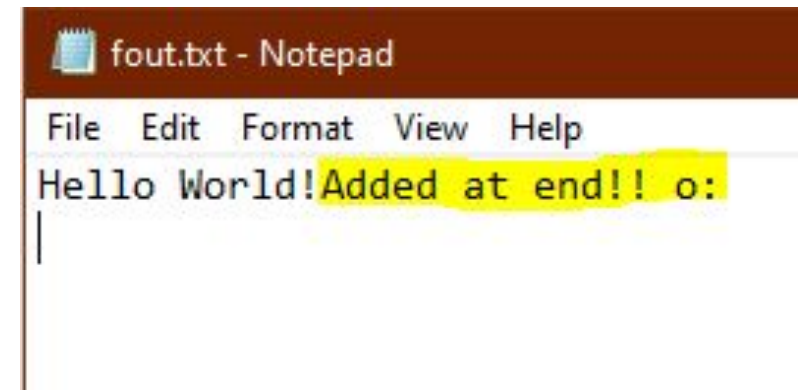 fout.txt - Notepad
File Edit Format View Help
Hello World!Added at end!! o: